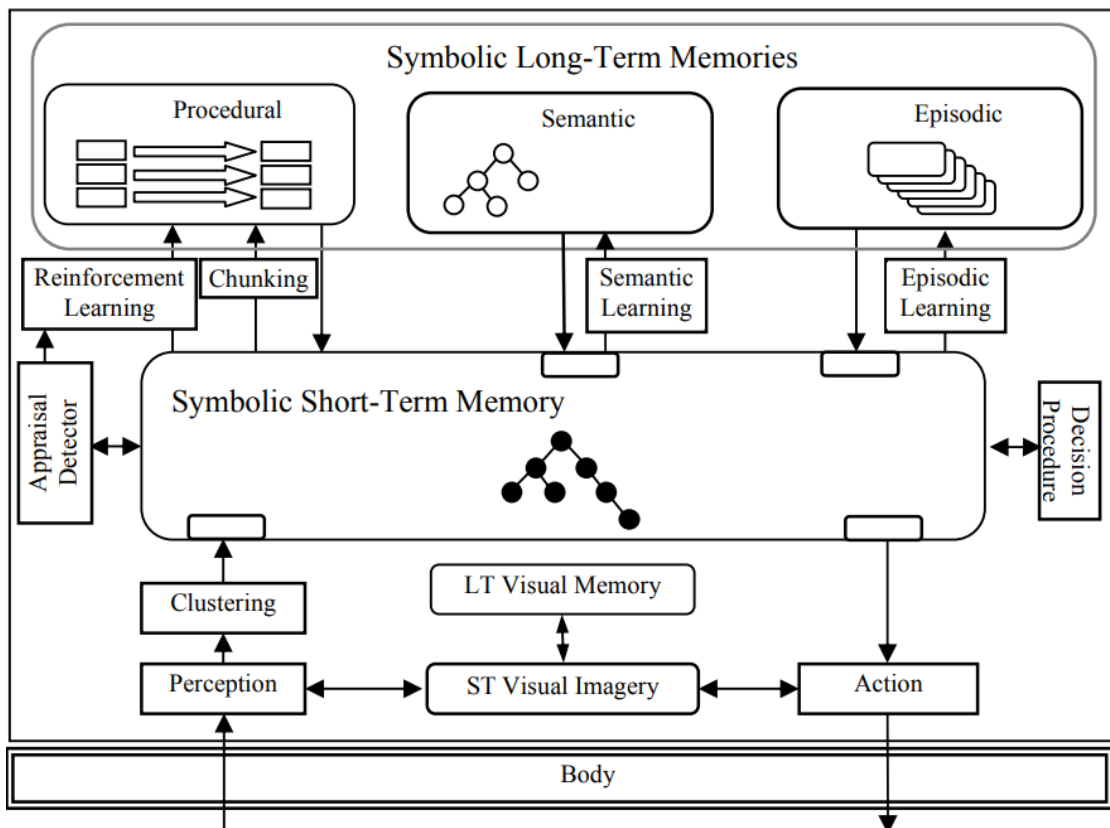 Symbolic Long-Term Memories
Procedural
Semantic
Episodic
Reinforcement
Learning
Chunking
Semantic
Learning
Episodic
Learning
Appraisal
Detector
Symbolic Short-Term Memory
Decision
Procedure
Clustering
LT Visual Memory
Perception
ST Visual Imagery
Action
Body